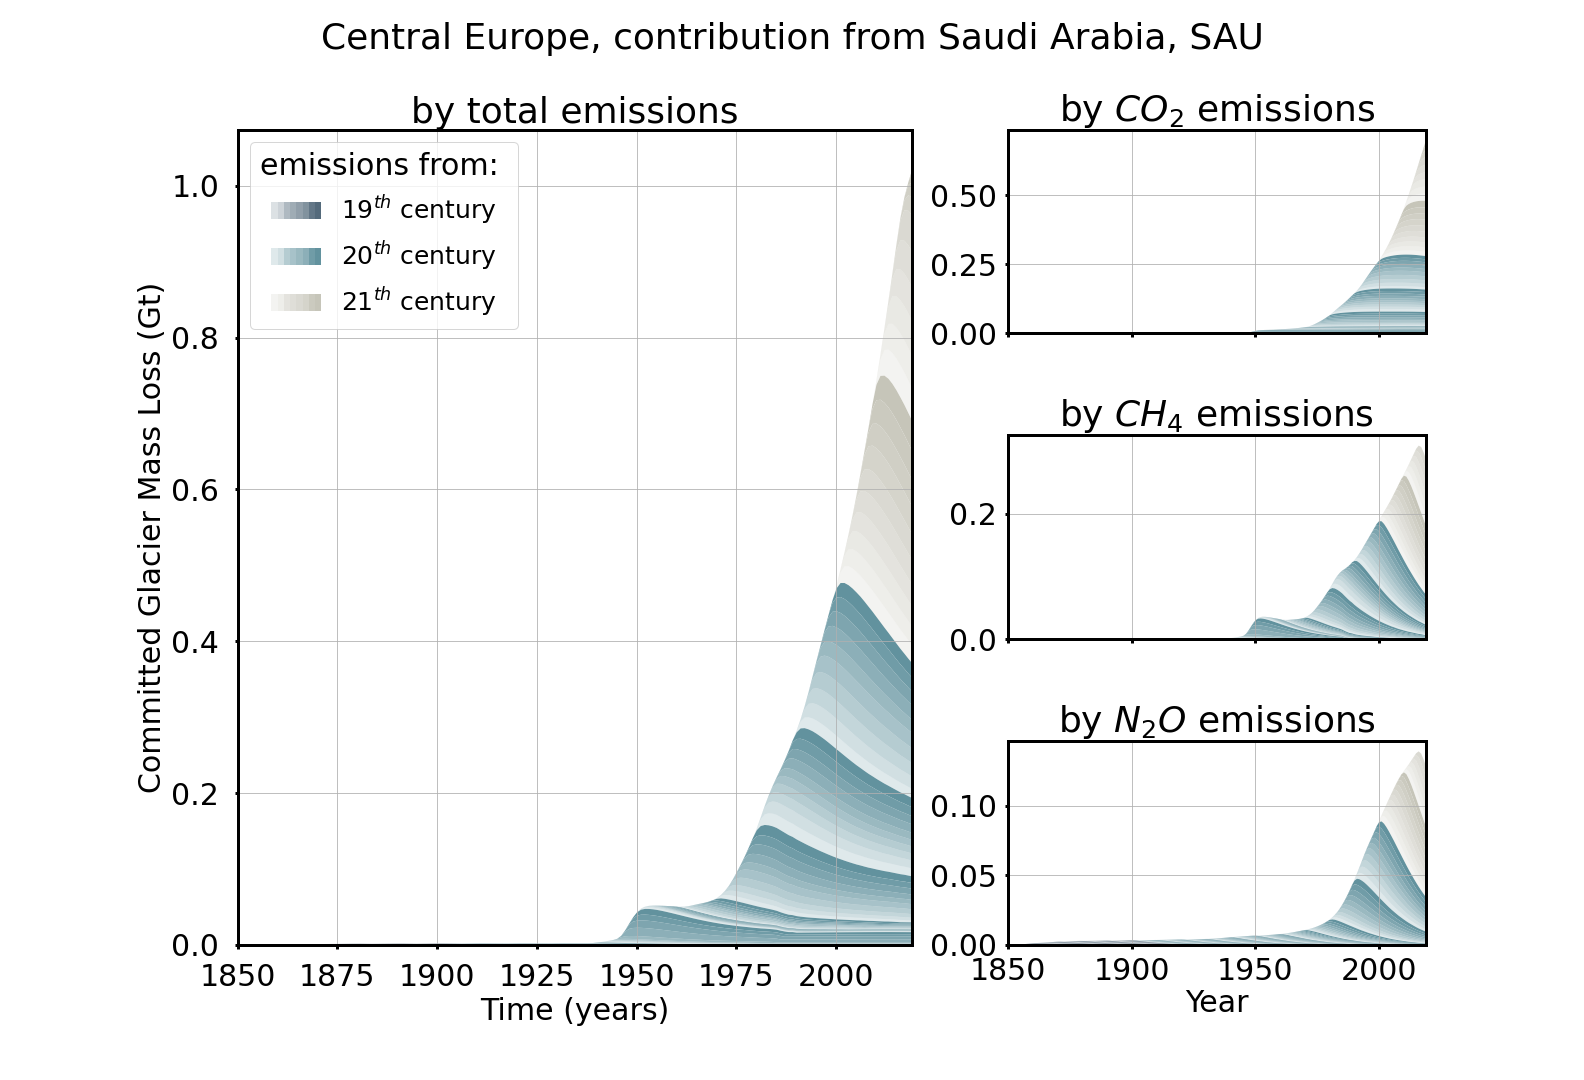 Central Europe, contribution from Saudi Arabia, SAU
by total emissions
emissions from:
19th century
20th century
21th century
Committed Glacier Mass Loss (Gt)
1.0
0.8
0.6
0.4
0.2
0.0
1850 1875 1900 1925 1950 1975 2000
Time (years)
by CO2 emissions
0.50
0.25
0.00
by CH4 emissions
0.2
0.0
by N2O emissions
0.10
0.05
0.00
1850 1900 1950 2000
Year